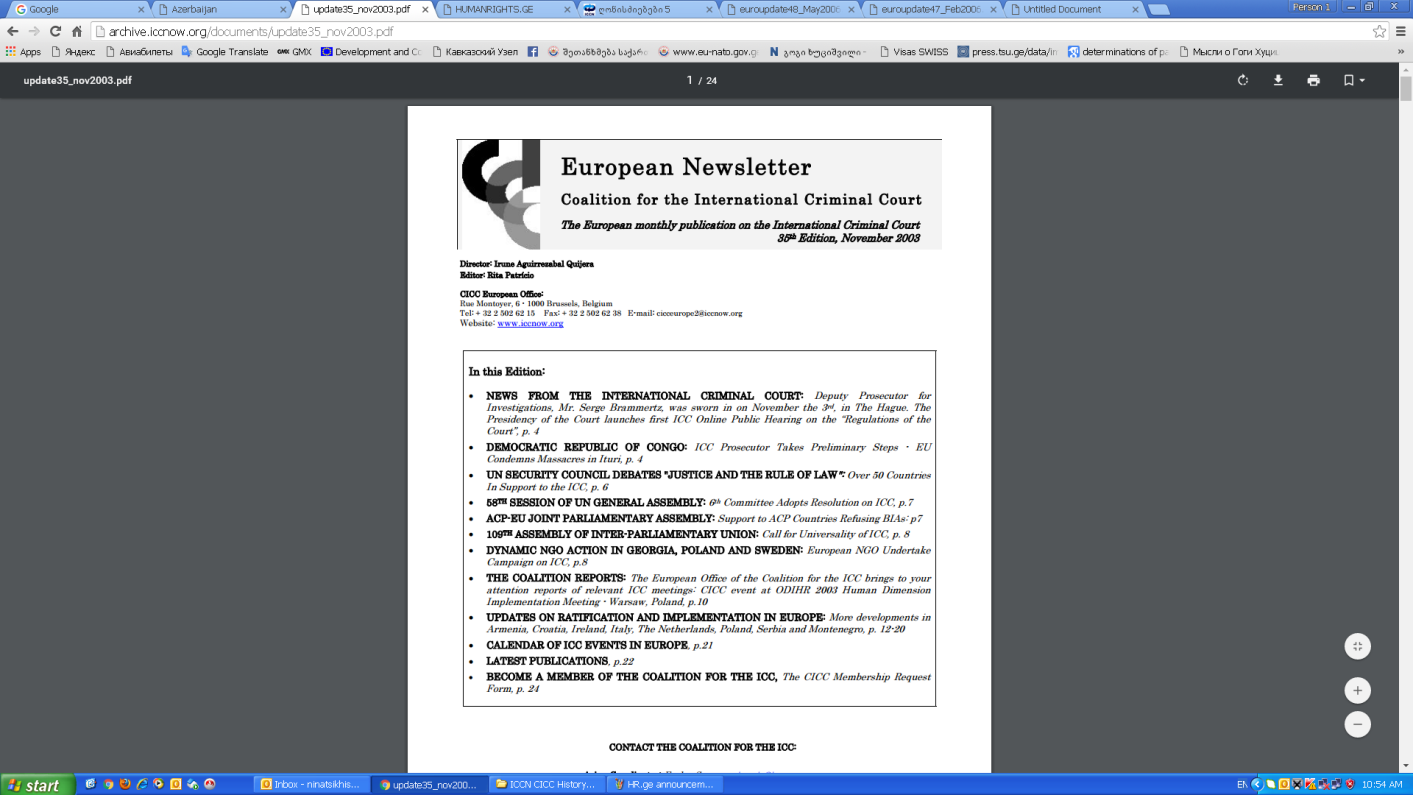 Google
Azerbaijan
update35_nov2003.pdf
HUMANRIGHTS.GE
ღონისძიებები 5
euroupdate48_May2006
euroupdate47_Feb2006
Untitled Document
Person 1
archive.iccnow.org/documents/update35_nov2003.pdf
Apps
Яндекс
Авиабилеты
Google Translate
GMX GMX
Development and Co
Кавказский Узел
შეთანხმება საქარ
www.eu-nato.gov.g
გოგი ხუციშვილი -
Visas SWISS
press.tsu.ge/data/in
determinations of pa
Мысли о Гоги Хуци
»
update35_nov2003.pdf
1 / 24
European Newsletter
Coalition for the International Criminal Court
The European monthly publication on the International Criminal Court
35th Edition, November 2003
Director: Irune Aguirrezabal Quijera
Editor: Rita Patrício
CICC European Office:
Rue Montoyer, 6 - 1000 Brussels, Belgium
Tel: + 32 2 502 62 15 Fax: + 32 2 502 62 38 E-mail: cicceurope2@iccnow.org
Website: www.iccnow.org
In this Edition:
• NEWS FROM THE INTERNATIONAL CRIMINAL COURT: Deputy Prosecutor for
Investigations, Mr. Serge Brammertz, was sworn in on November the 3rd, in The Hague. The
Presidency of the Court launches first ICC Online Public Hearing on the "Regulations of the
Court", p. 4
• DEMOCRATIC REPUBLIC OF CONGO: ICC Prosecutor Takes Preliminary Steps - EU
Condemns Massacres in Ituri, p. 4
• UN SECURITY COUNCIL DEBATES "JUSTICE AND THE RULE OF LAW": Over 50 Countries
In Support to the ICC, p. 6
• 58TH SESSION OF UN GENERAL ASSEMBLY: 6th Committee Adopts Resolution on ICC, p.7
• ACP-EU JOINT PARLIAMENTARY ASSEMBLY: Support to ACP Countries Refusing BIAs: p7
• 109TH ASSEMBLY OF INTER-PARLIAMENTARY UNION: Call for Universality of ICC, p. 8
• DYNAMIC NGO ACTION IN GEORGIA, POLAND AND SWEDEN: European NGO Undertake
Campaign on ICC, p.8
• THE COALITION REPORTS: The European Office of the Coalition for the ICC brings to your
attention reports of relevant ICC meetings: CICC event at ODIHR 2003 Human Dimension
Implementation Meeting - Warsaw, Poland, p.10
• UPDATES ON RATIFICATION AND IMPLEMENTATION IN EUROPE: More developments in
Armenia, Croatia, Ireland, Italy, The Netherlands, Poland, Serbia and Montenegro, p. 12-20
• CALENDAR OF ICC EVENTS IN EUROPE, p.21
• LATEST PUBLICATIONS, p.22
• BECOME A MEMBER OF THE COALITION FOR THE ICC, The CICC Membership Request
Form, p. 24
CONTACT THE COALITION FOR THE ICC:
start
Inbox - ninatsikhis...
update35_nov200...
ICCN CICC History...
HR.ge announcem...
EN
10:54 AM